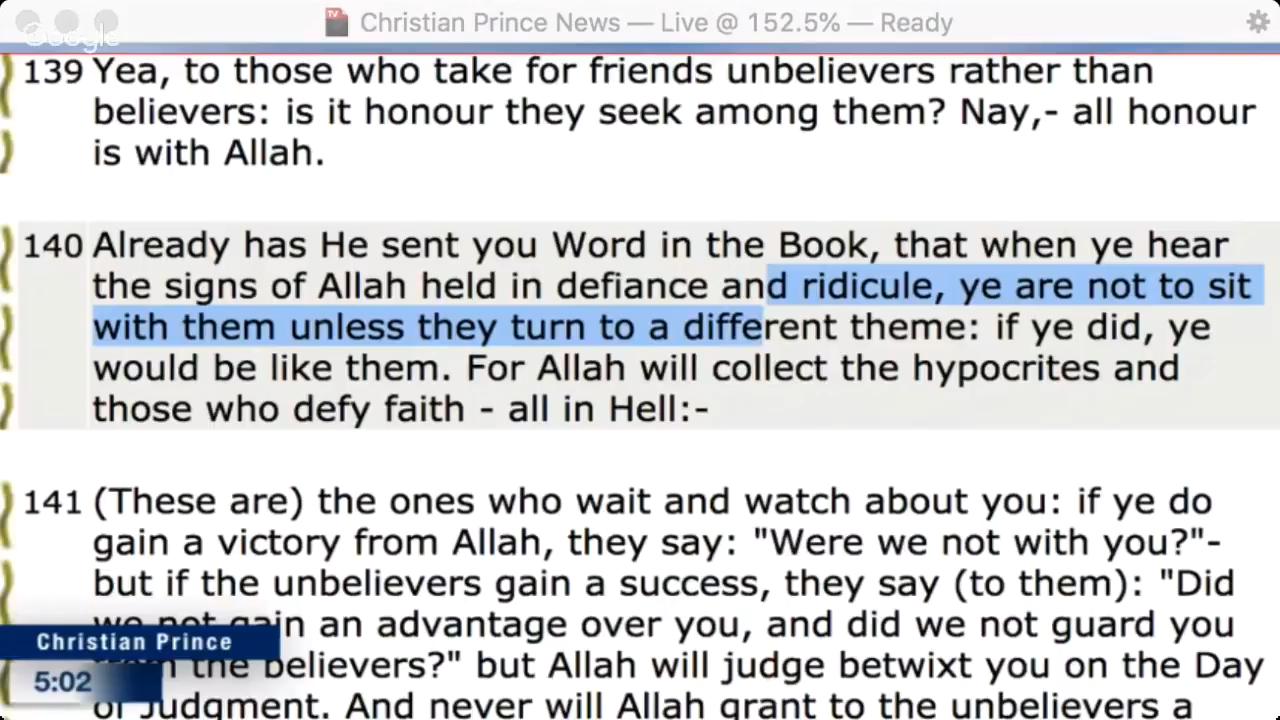 Christian Prince News — Live @ 152.5% — Ready
Google
139 Yea, to those who take for friends unbelievers rather than
believers: is it honour they seek among them? Nay,- all honour
is with Allah.
140 Already has He sent you Word in the Book, that when ye hear
the signs of Allah held in defiance and ridicule, ye are not to sit
with them unless they turn to a different theme: if ye did, ye
would be like them. For Allah will collect the hypocrites and
those who defy faith - all in Hell:-
141 (These are) the ones who wait and watch about you: if ye do
gain a victory from Allah, they say: "Were we not with you?"-
but if the unbelievers gain a success, they say (to them): "Did
we not gain an advantage over you, and did we not guard you
the believers?" but Allah will judge betwixt you on the Day
of Judgment. And never will Allah grant to the unbelievers a
Christian Prince
5:02